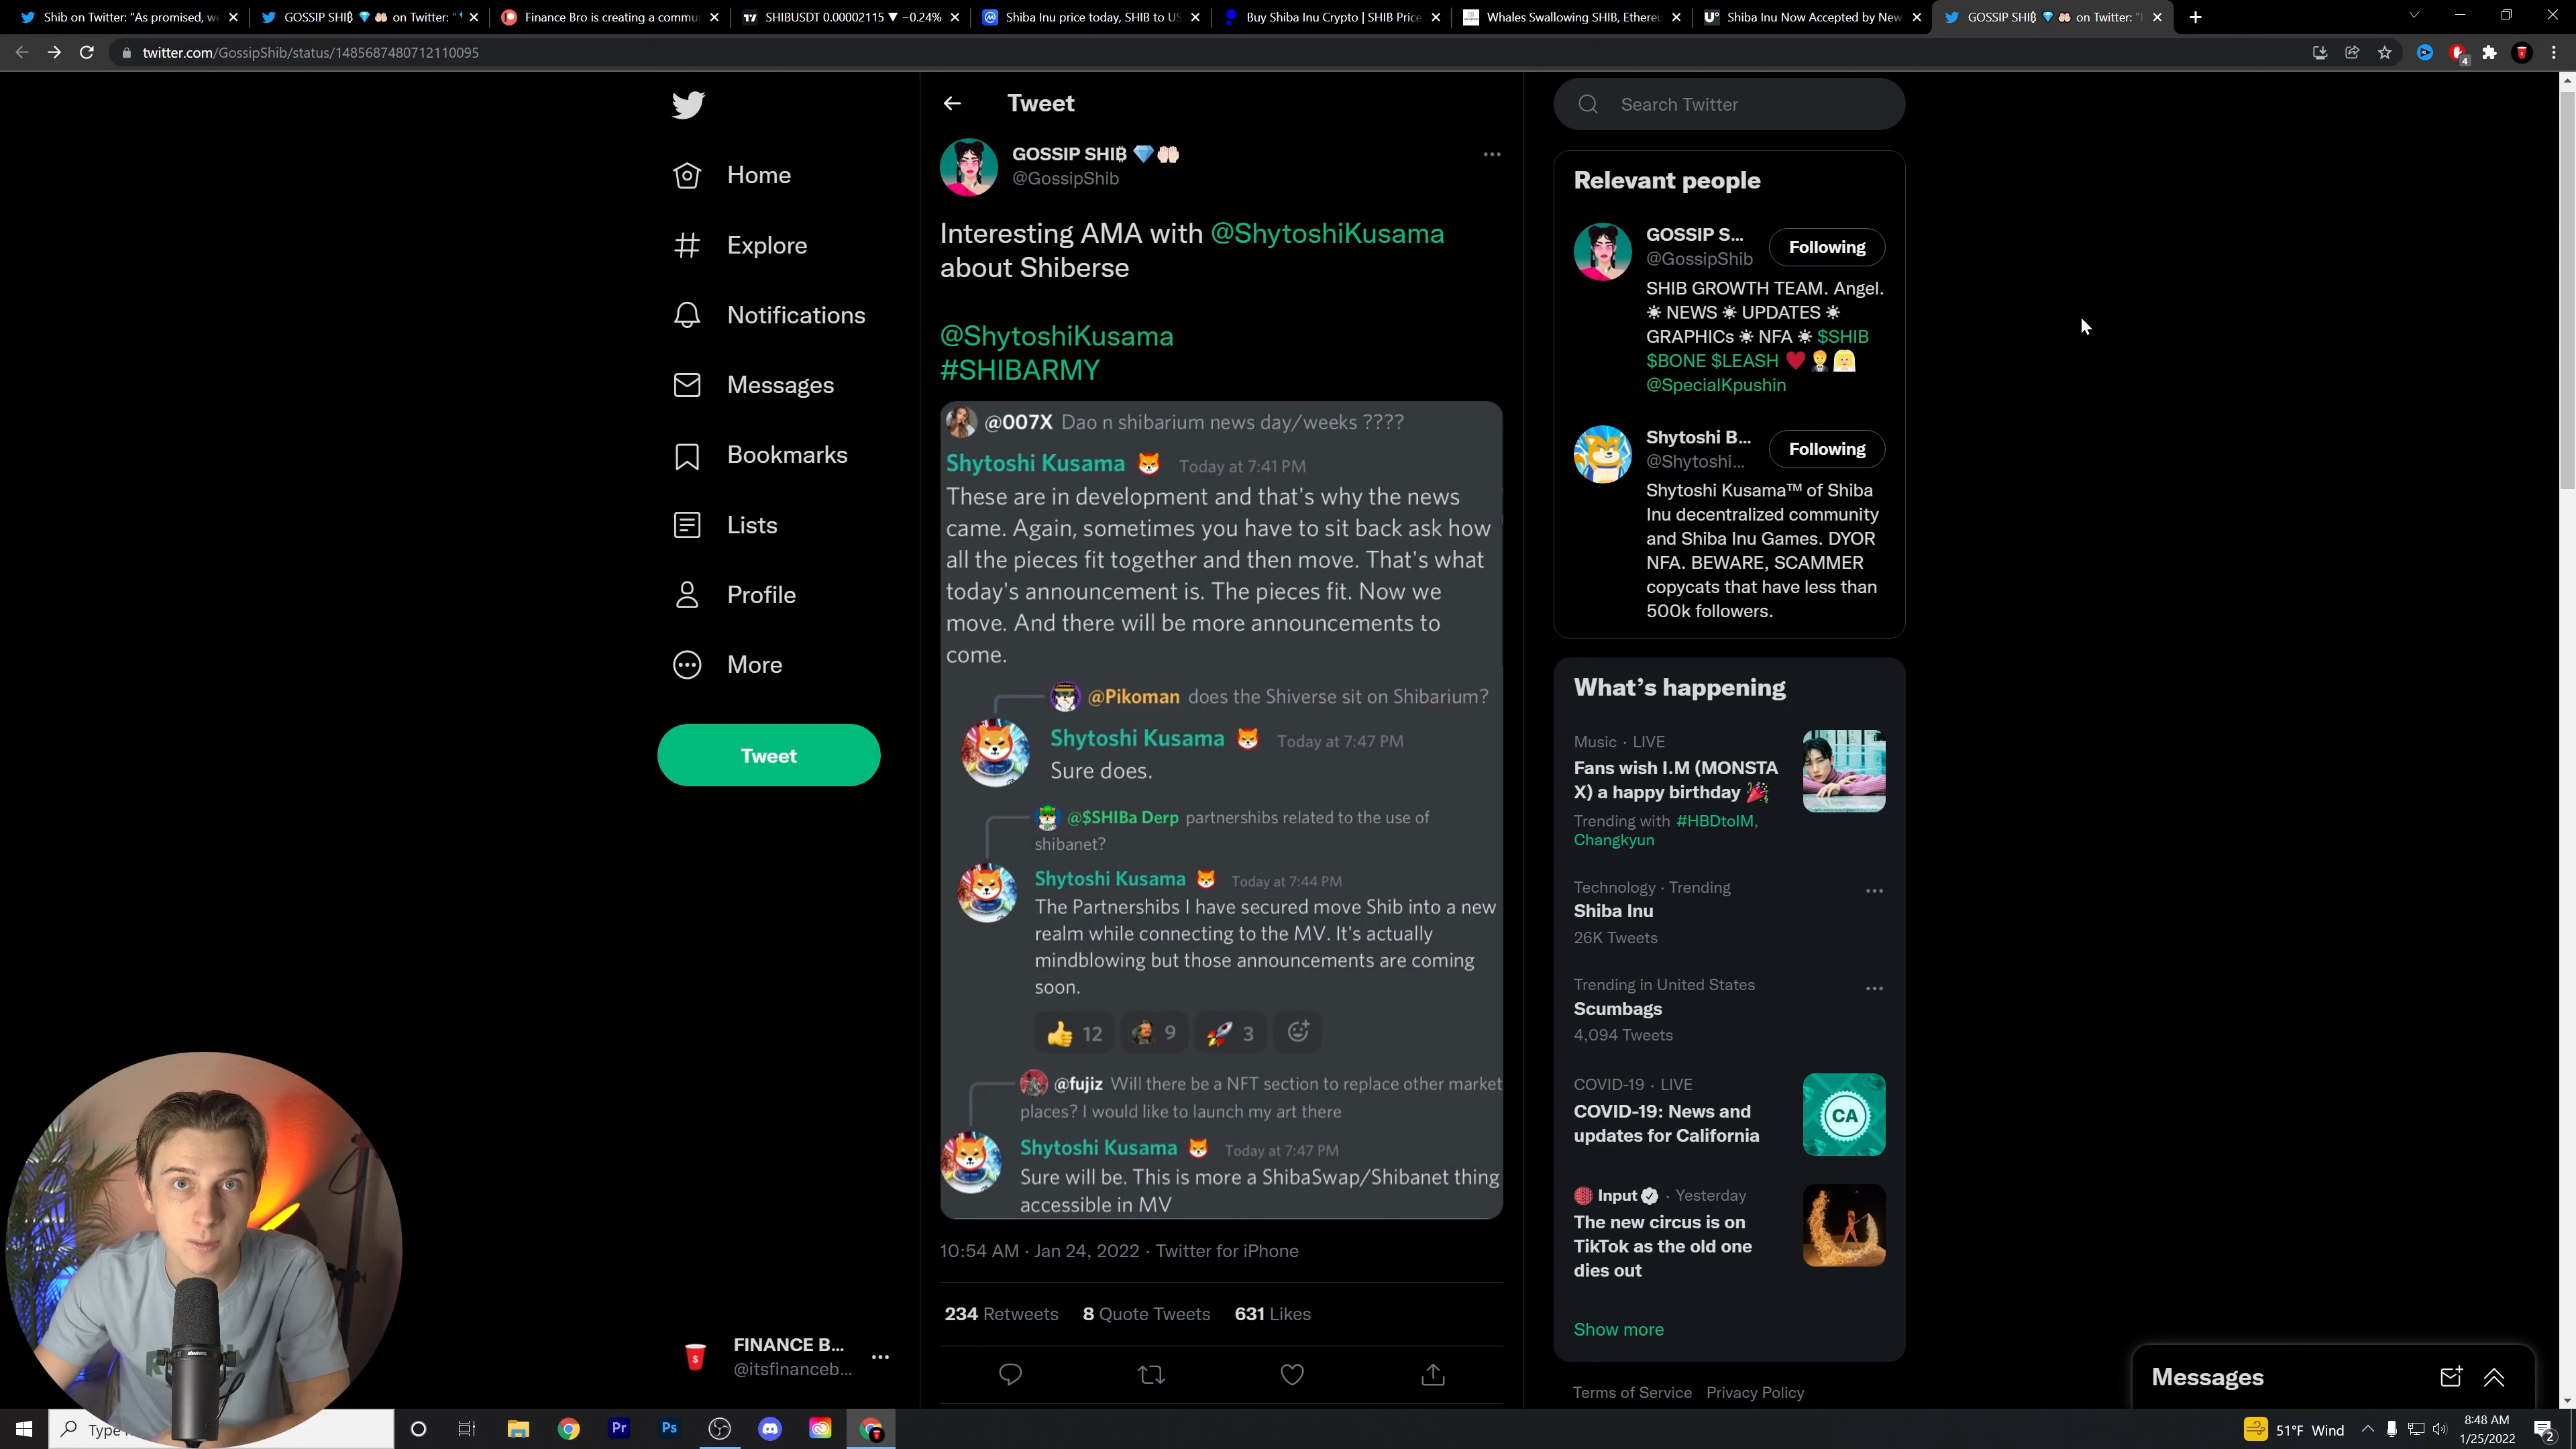 Shib on Twitter: "As promised, we
GOSSIP SHIB 💎🙌🏻 on Twitter: "
Finance Bro is creating a commu
SHIBUSDT 0.00002115 ▼ −0.24%
Shiba Inu price today, SHIB to US
Buy Shiba Inu Crypto | SHIB Price
Whales Swallowing SHIB, Ethereu
Shiba Inu Now Accepted by New
GOSSIP SHIB 💎🙌🏻 on Twitter: "
twitter.com/GossipShib/status/1485687480712110095
4
Home
Explore
Notifications
Messages
Bookmarks
Lists
Profile
More
Tweet
FINANCE B...
@itsfinanceb...
Tweet
GOSSIP SHI₿ 💎🙌🏻
@GossipShib
Interesting AMA with @ShytoshiKusama
about Shiberse
@ShytoshiKusama
#SHIBARMY
@007X Dao n shibarium news day/weeks ????
Shytoshi Kusama Today at 7:41 PM
These are in development and that's why the news
came. Again, sometimes you have to sit back ask how
all the pieces fit together and then move. That's what
today's announcement is. The pieces fit. Now we
move. And there will be more announcements to
come.
@Pikoman does the Shiverse sit on Shibarium?
Shytoshi Kusama Today at 7:47 PM
Sure does.
@$SHIBa Derp partnershibs related to the use of
shibanet?
Shytoshi Kusama Today at 7:44 PM
The Partnershibs I have secured move Shib into a new
realm while connecting to the MV. It's actually
mindblowing but those announcements are coming
soon.
👍 12 9 🚀 3
@fujiz Will there be a NFT section to replace other market
places? I would like to launch my art there
Shytoshi Kusama Today at 7:47 PM
Sure will be. This is more a ShibaSwap/Shibanet thing
accessible in MV
10:54 AM · Jan 24, 2022 · Twitter for iPhone
234 Retweets 8 Quote Tweets 631 Likes
Search Twitter
Relevant people
GOSSIP S...
Following
@GossipShib
SHIB GROWTH TEAM. Angel.
☀ NEWS ☀ UPDATES ☀
GRAPHICs ☀ NFA ☀ $SHIB
$BONE $LEASH ❤
@SpecialKpushin
Shytoshi B...
Following
@Shytoshi...
Shytoshi Kusama™ of Shiba
Inu decentralized community
and Shiba Inu Games. DYOR
NFA. BEWARE, SCAMMER
copycats that have less than
500k followers.
What's happening
Music · LIVE
Fans wish I.M (MONSTA
X) a happy birthday 🎉
Trending with #HBDtoIM,
Changkyun
Technology · Trending
Shiba Inu
26K Tweets
Trending in United States
Scumbags
4,094 Tweets
COVID-19 · LIVE
COVID-19: News and
updates for California
CA
Input · Yesterday
The new circus is on
TikTok as the old one
dies out
Show more
Terms of Service Privacy Policy
Messages
Type
Pr
Ps
51°F Wind
8:48 AM
1/25/2022
2